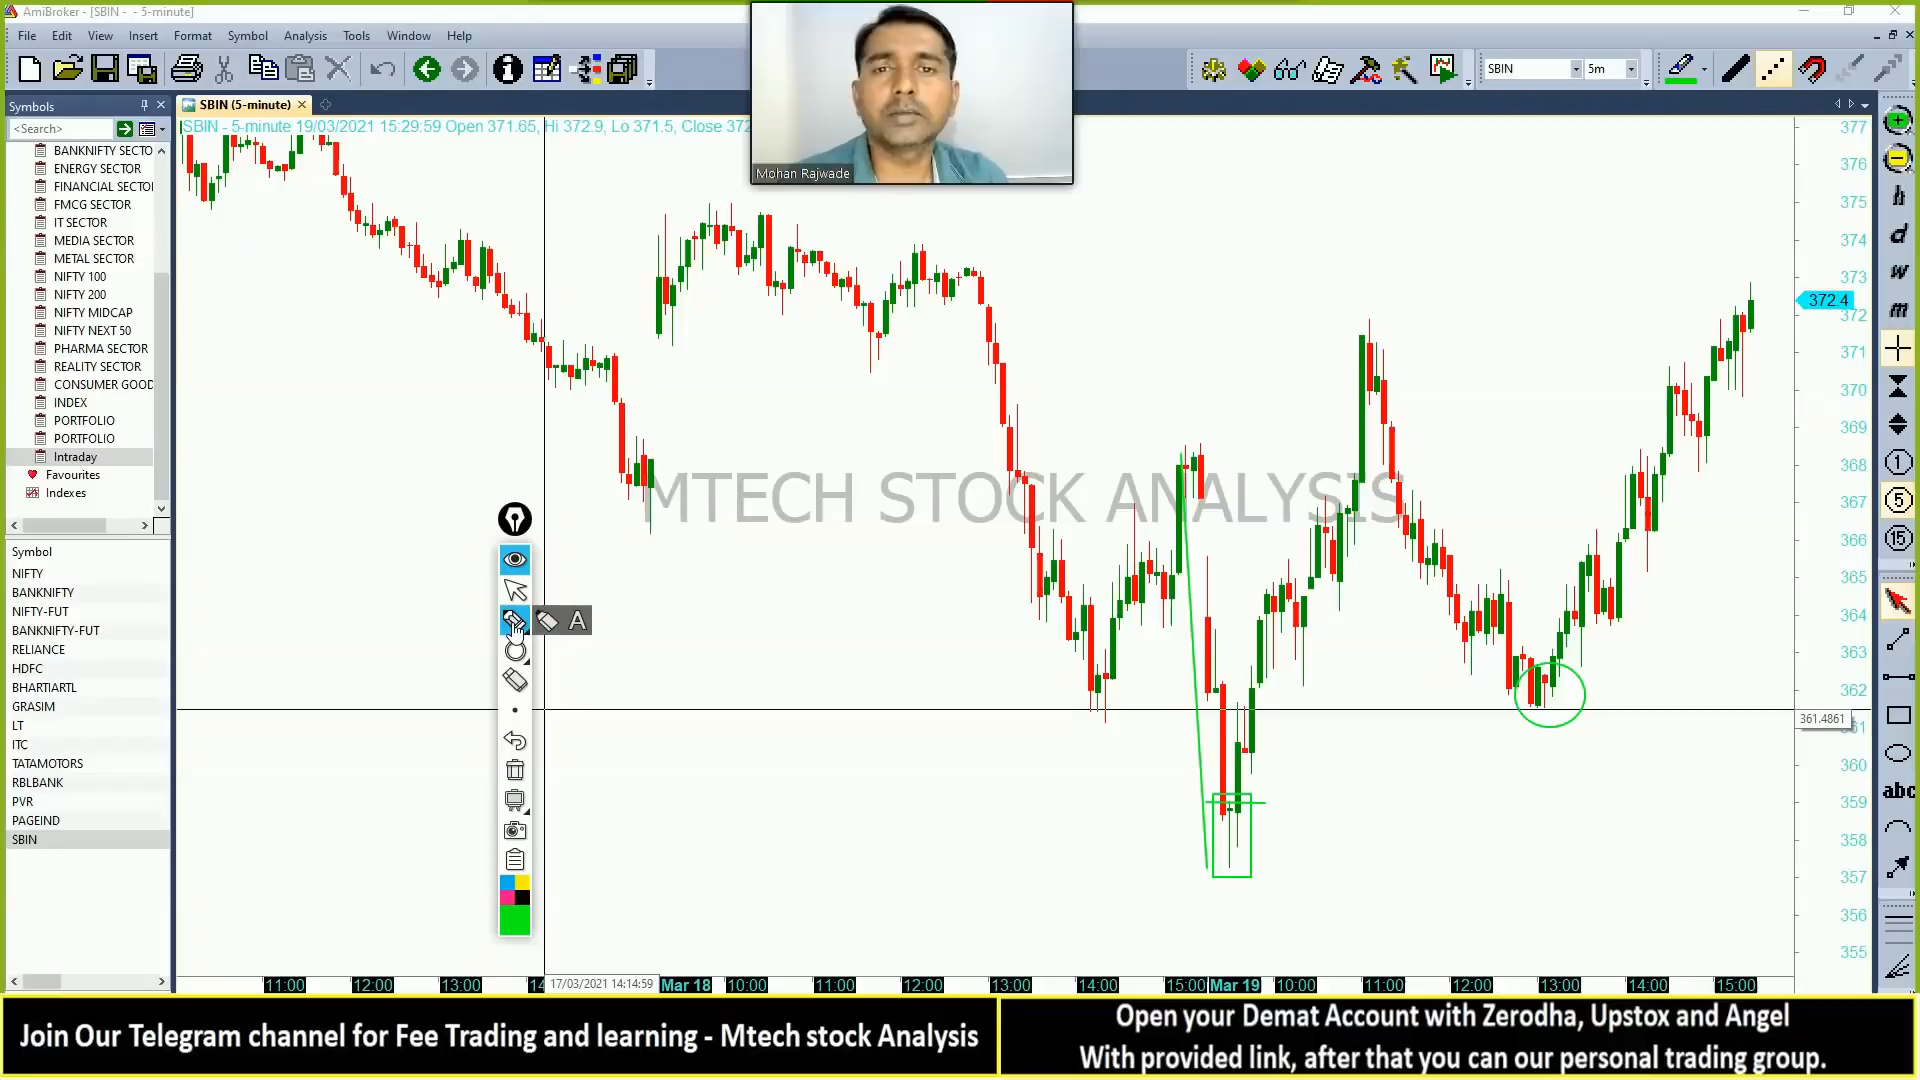 AmiBroker - [SBIN - - 5-minute]
File Edit View Insert Format Symbol Analysis Tools Window Help
SBIN 5m
Symbols
SBIN (5-minute)
<Search>
SBIN - 5-minute 19/03/2021 15:29:59 Open 371.65, Hi 372.9, Lo 371.5, Close 372
Mohan Rajwade
BANKNIFTY SECTO
ENERGY SECTOR
FINANCIAL SECTO
FMCG SECTOR
IT SECTOR
MEDIA SECTOR
METAL SECTOR
NIFTY 100
NIFTY 200
NIFTY MIDCAP
NIFTY NEXT 50
PHARMA SECTOR
REALITY SECTOR
CONSUMER GOOD
INDEX
PORTFOLIO
PORTFOLIO
Intraday
Favourites
Indexes
Symbol
NIFTY
BANKNIFTY
NIFTY-FUT
BANKNIFTY-FUT
RELIANCE
HDFC
BHARTIARTL
GRASIM
LT
ITC
TATAMOTORS
RBLBANK
PVR
PAGEIND
SBIN
MTECH STOCK ANALYSIS
A
377
376
375
374
373
372.4
372
371
370
369
368
367
366
365
364
363
362
361.4861
361
360
359
358
357
356
355
h
d
w
m
1
5
15
abc
11:00 12:00 13:00 14 17/03/2021 14:14:59 Mar 18 10:00 11:00 12:00 13:00 14:00 15:00 Mar 19 10:00 11:00 12:00 13:00 14:00 15:00
Join Our Telegram channel for Fee Trading and learning - Mtech stock Analysis
Open your Demat Account with Zerodha, Upstox and Angel
With provided link, after that you can our personal trading group.